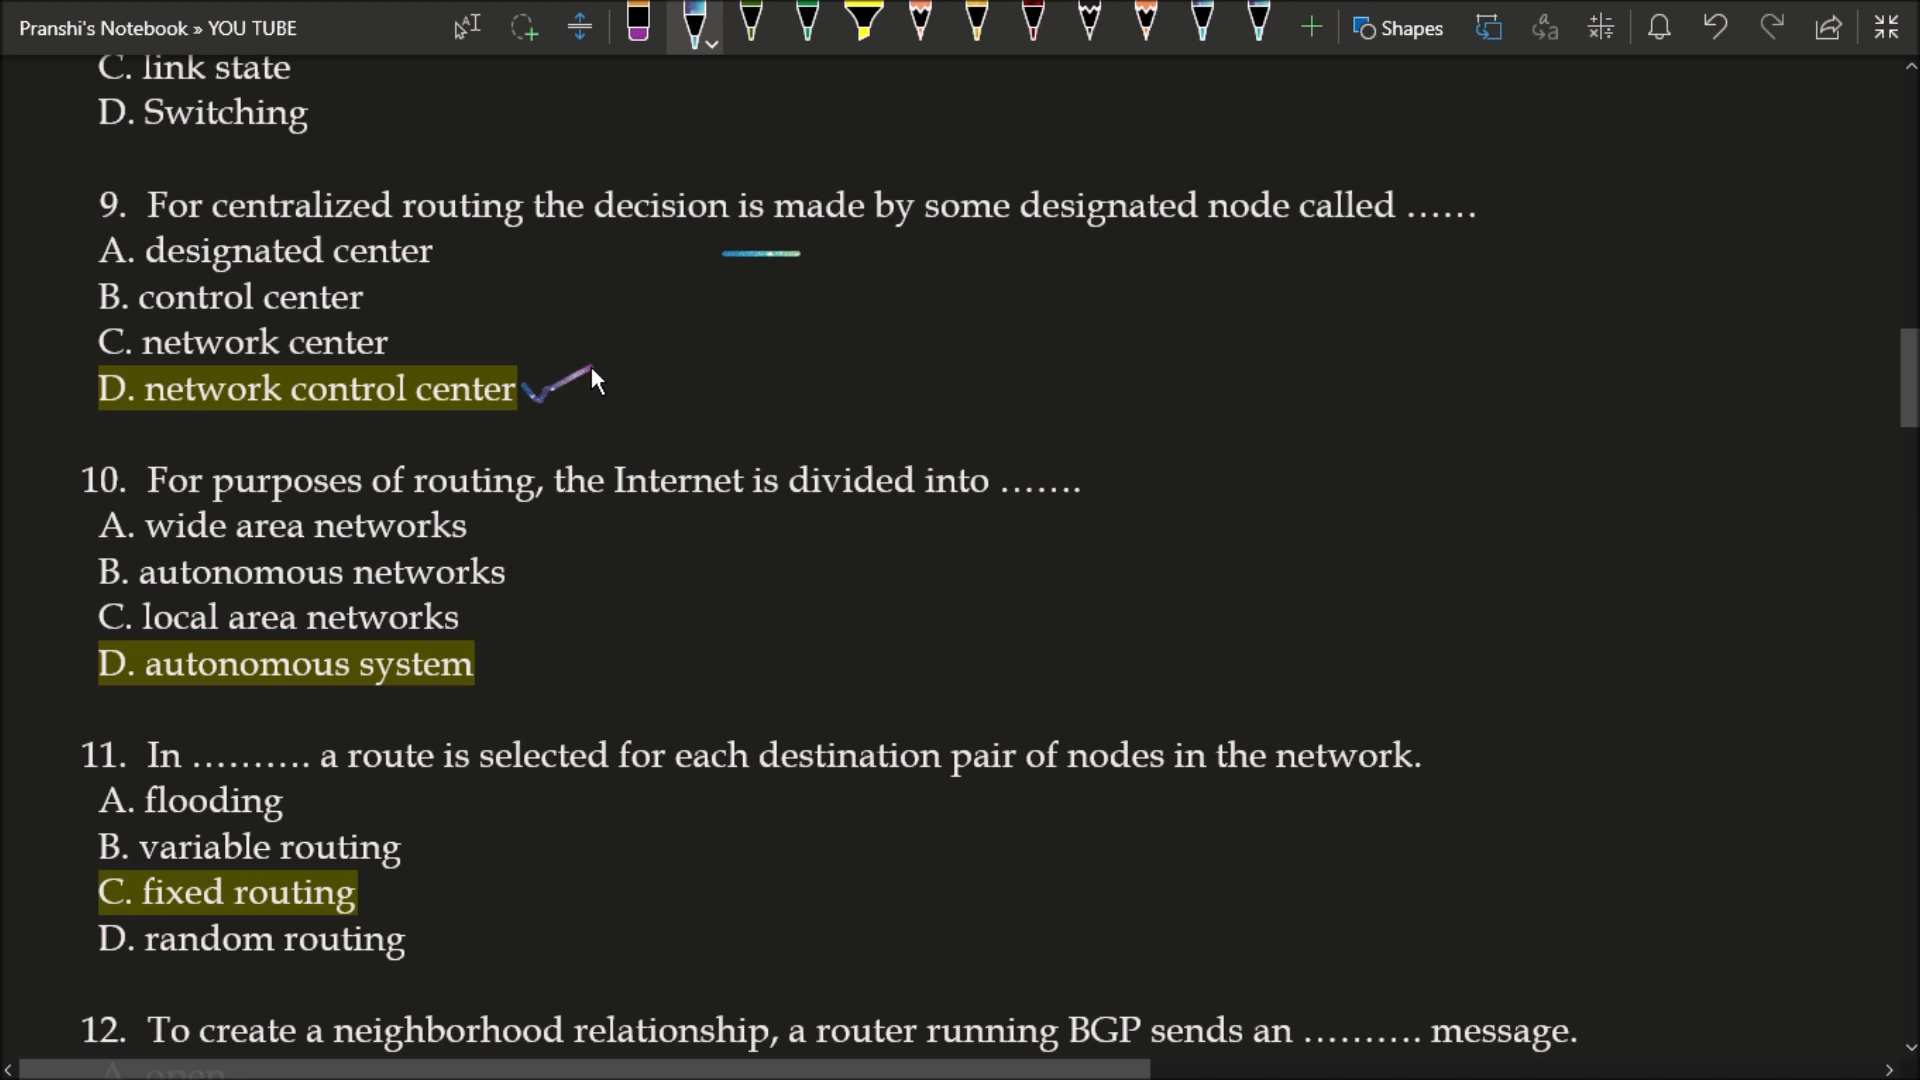 Pranshi's Notebook » YOU TUBE
Shapes
C. link state
D. Switching
9. For centralized routing the decision is made by some designated node called ......
A. designated center
B. control center
C. network center
D. network control center
10. For purposes of routing, the Internet is divided into .......
A. wide area networks
B. autonomous networks
C. local area networks
D. autonomous system
11. In .......... a route is selected for each destination pair of nodes in the network.
A. flooding
B. variable routing
C. fixed routing
D. random routing
12. To create a neighborhood relationship, a router running BGP sends an .......... message.
A. open